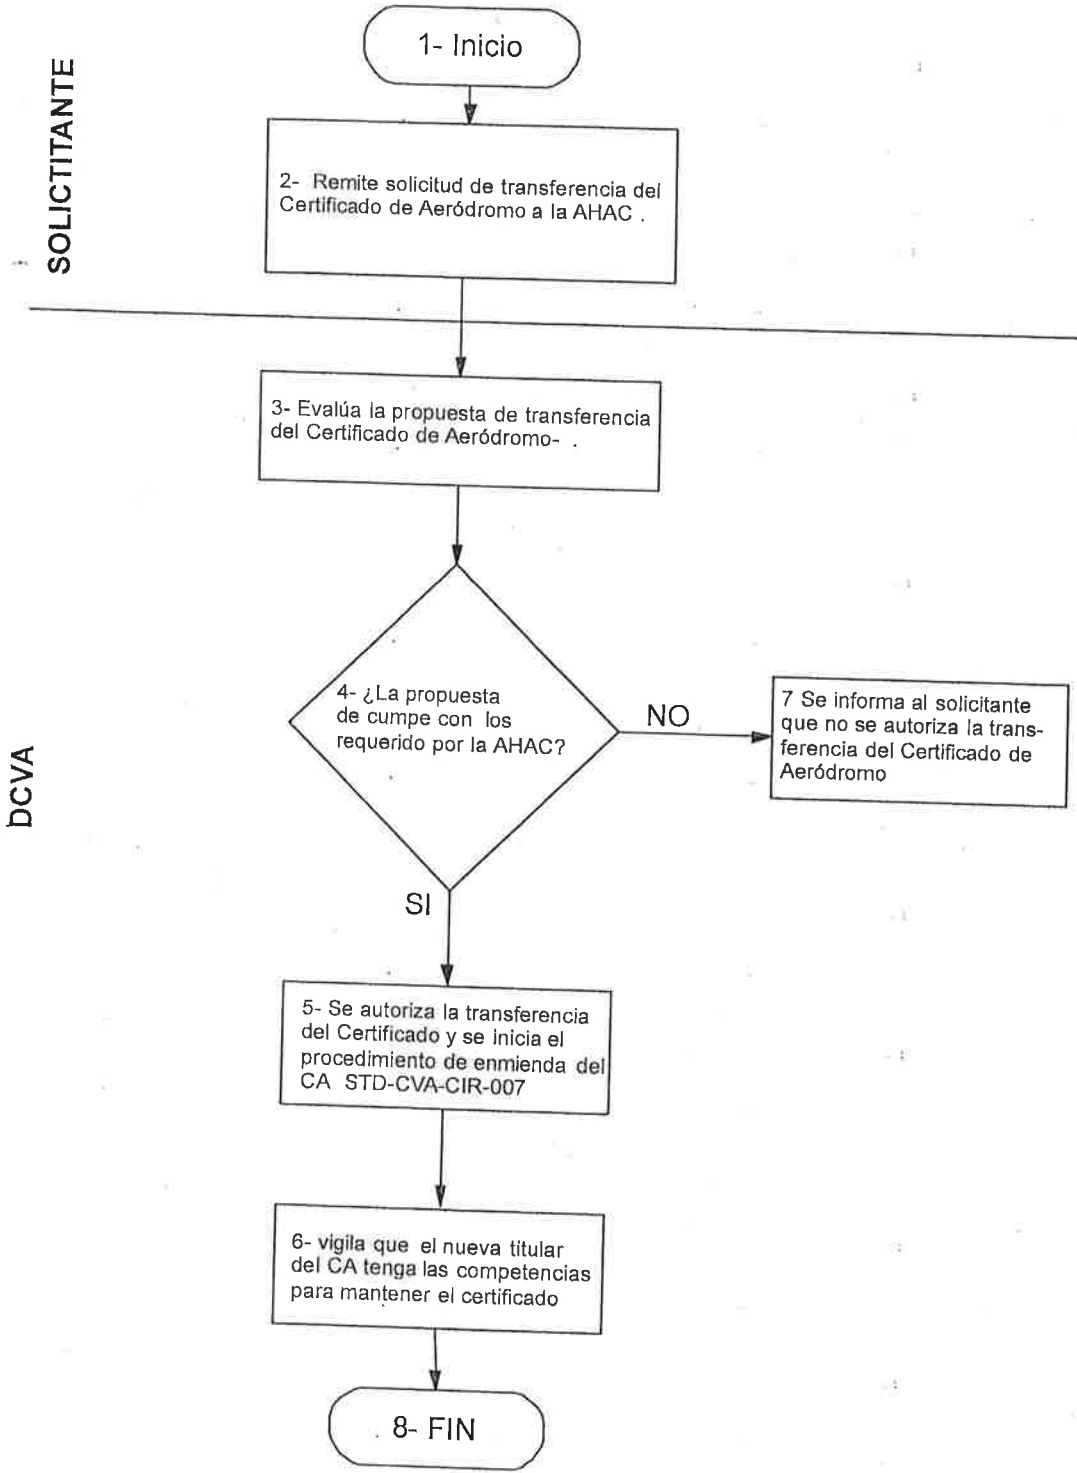 SOLICTITANTE
1- Inicio
2- Remite solicitud de transferencia del
Certificado de Aeródromo a la AHAC .
DCVA
3- Evalúa la propuesta de transferencia
del Certificado de Aeródromo- .
4- ¿La propuesta
de cumpe con los
requerido por la AHAC?
NO
7 Se informa al solicitante
que no se autoriza la trans-
ferencia del Certificado de
Aeródromo
SI
5- Se autoriza la transferencia
del Certificado y se inicia el
procedimiento de enmienda del
CA STD-CVA-CIR-007
6- vigila que el nueva titular
del CA tenga las competencias
para mantener el certificado
8- FIN